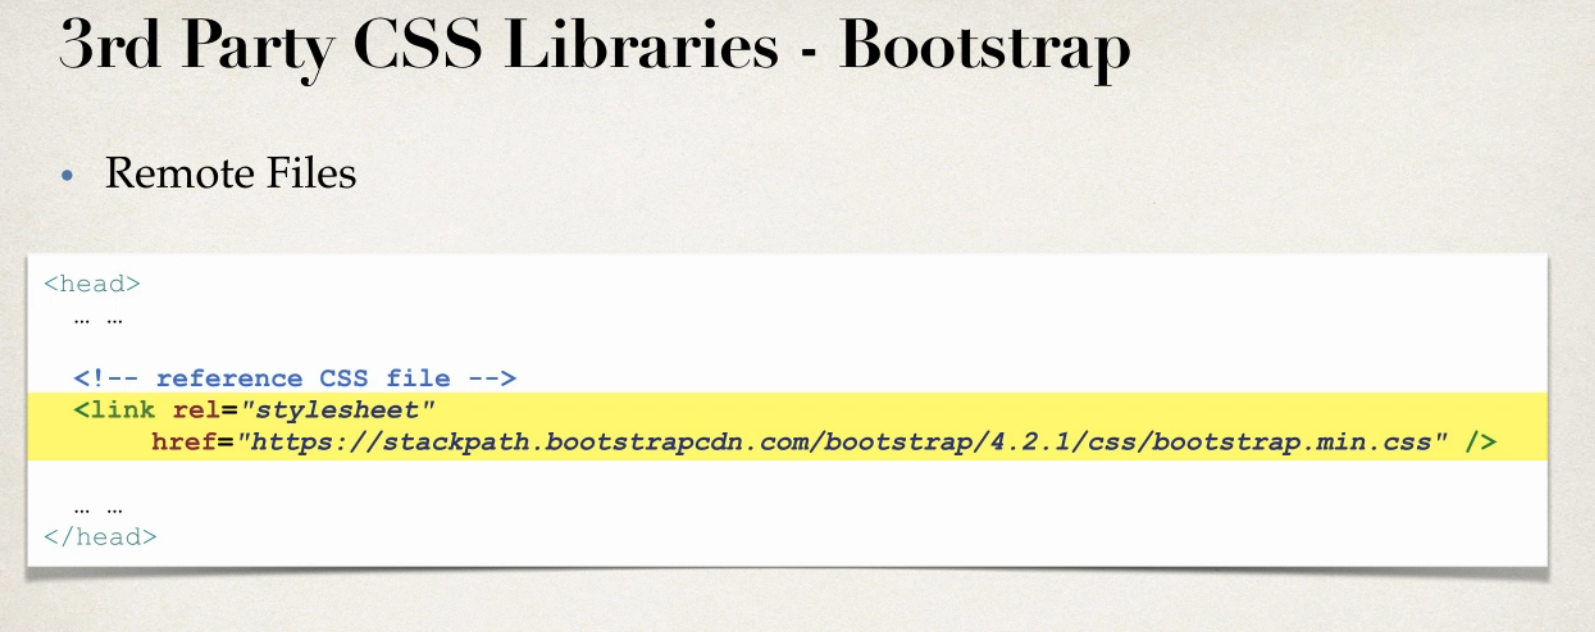 3rd Party CSS Libraries - Bootstrap
• Remote Files
<head>
… …
<!-- reference CSS file -->
<link rel="stylesheet"
href="https://stackpath.bootstrapcdn.com/bootstrap/4.2.1/css/bootstrap.min.css" />
… …
</head>